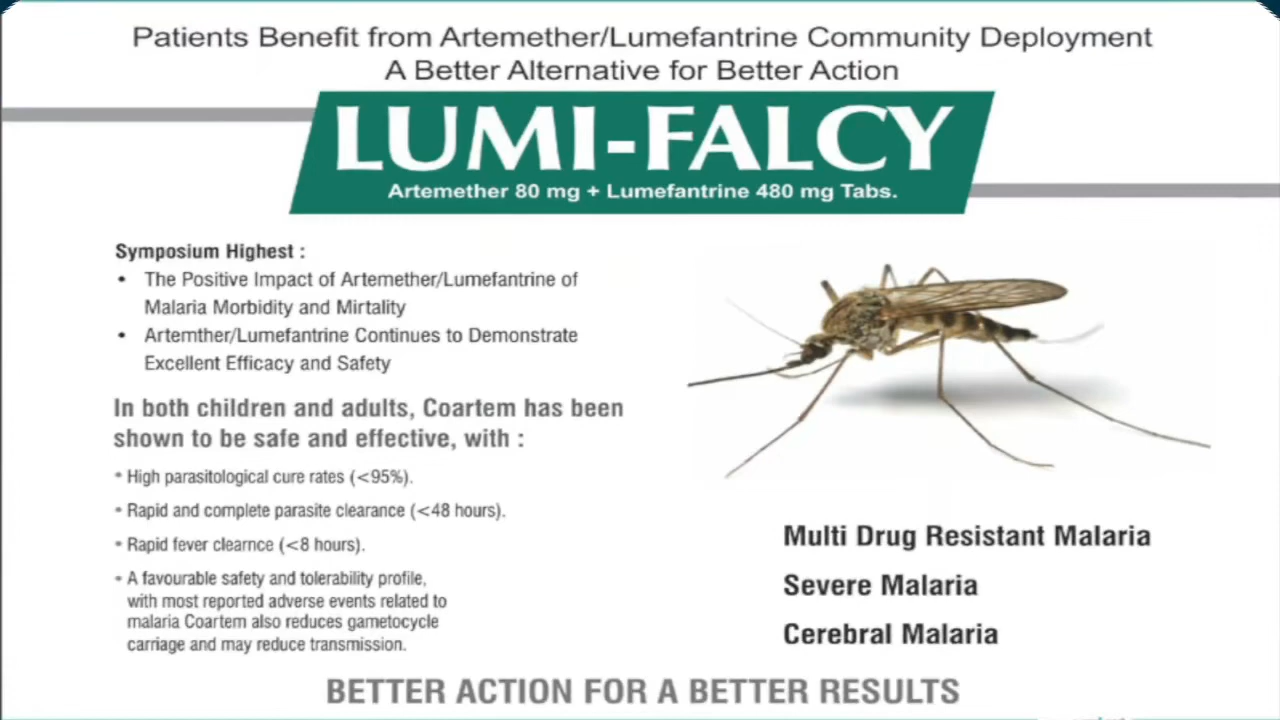 Patients Benefit from Artemether/Lumefantrine Community Deployment
A Better Alternative for Better Action
LUMI-FALCY
Artemether 80 mg + Lumefantrine 480 mg Tabs.
Symposium Highest :
• The Positive Impact of Artemether/Lumefantrine of
Malaria Morbidity and Mirtality
• Artemther/Lumefantrine Continues to Demonstrate
Excellent Efficacy and Safety
In both children and adults, Coartem has been
shown to be safe and effective, with :
* High parasitological cure rates (<95%).
* Rapid and complete parasite clearance (<48 hours).
* Rapid fever clearnce (<8 hours).
* A favourable safety and tolerability profile,
with most reported adverse events related to
malaria Coartem also reduces gametocycle
carriage and may reduce transmission.
Multi Drug Resistant Malaria
Severe Malaria
Cerebral Malaria
BETTER ACTION FOR A BETTER RESULTS